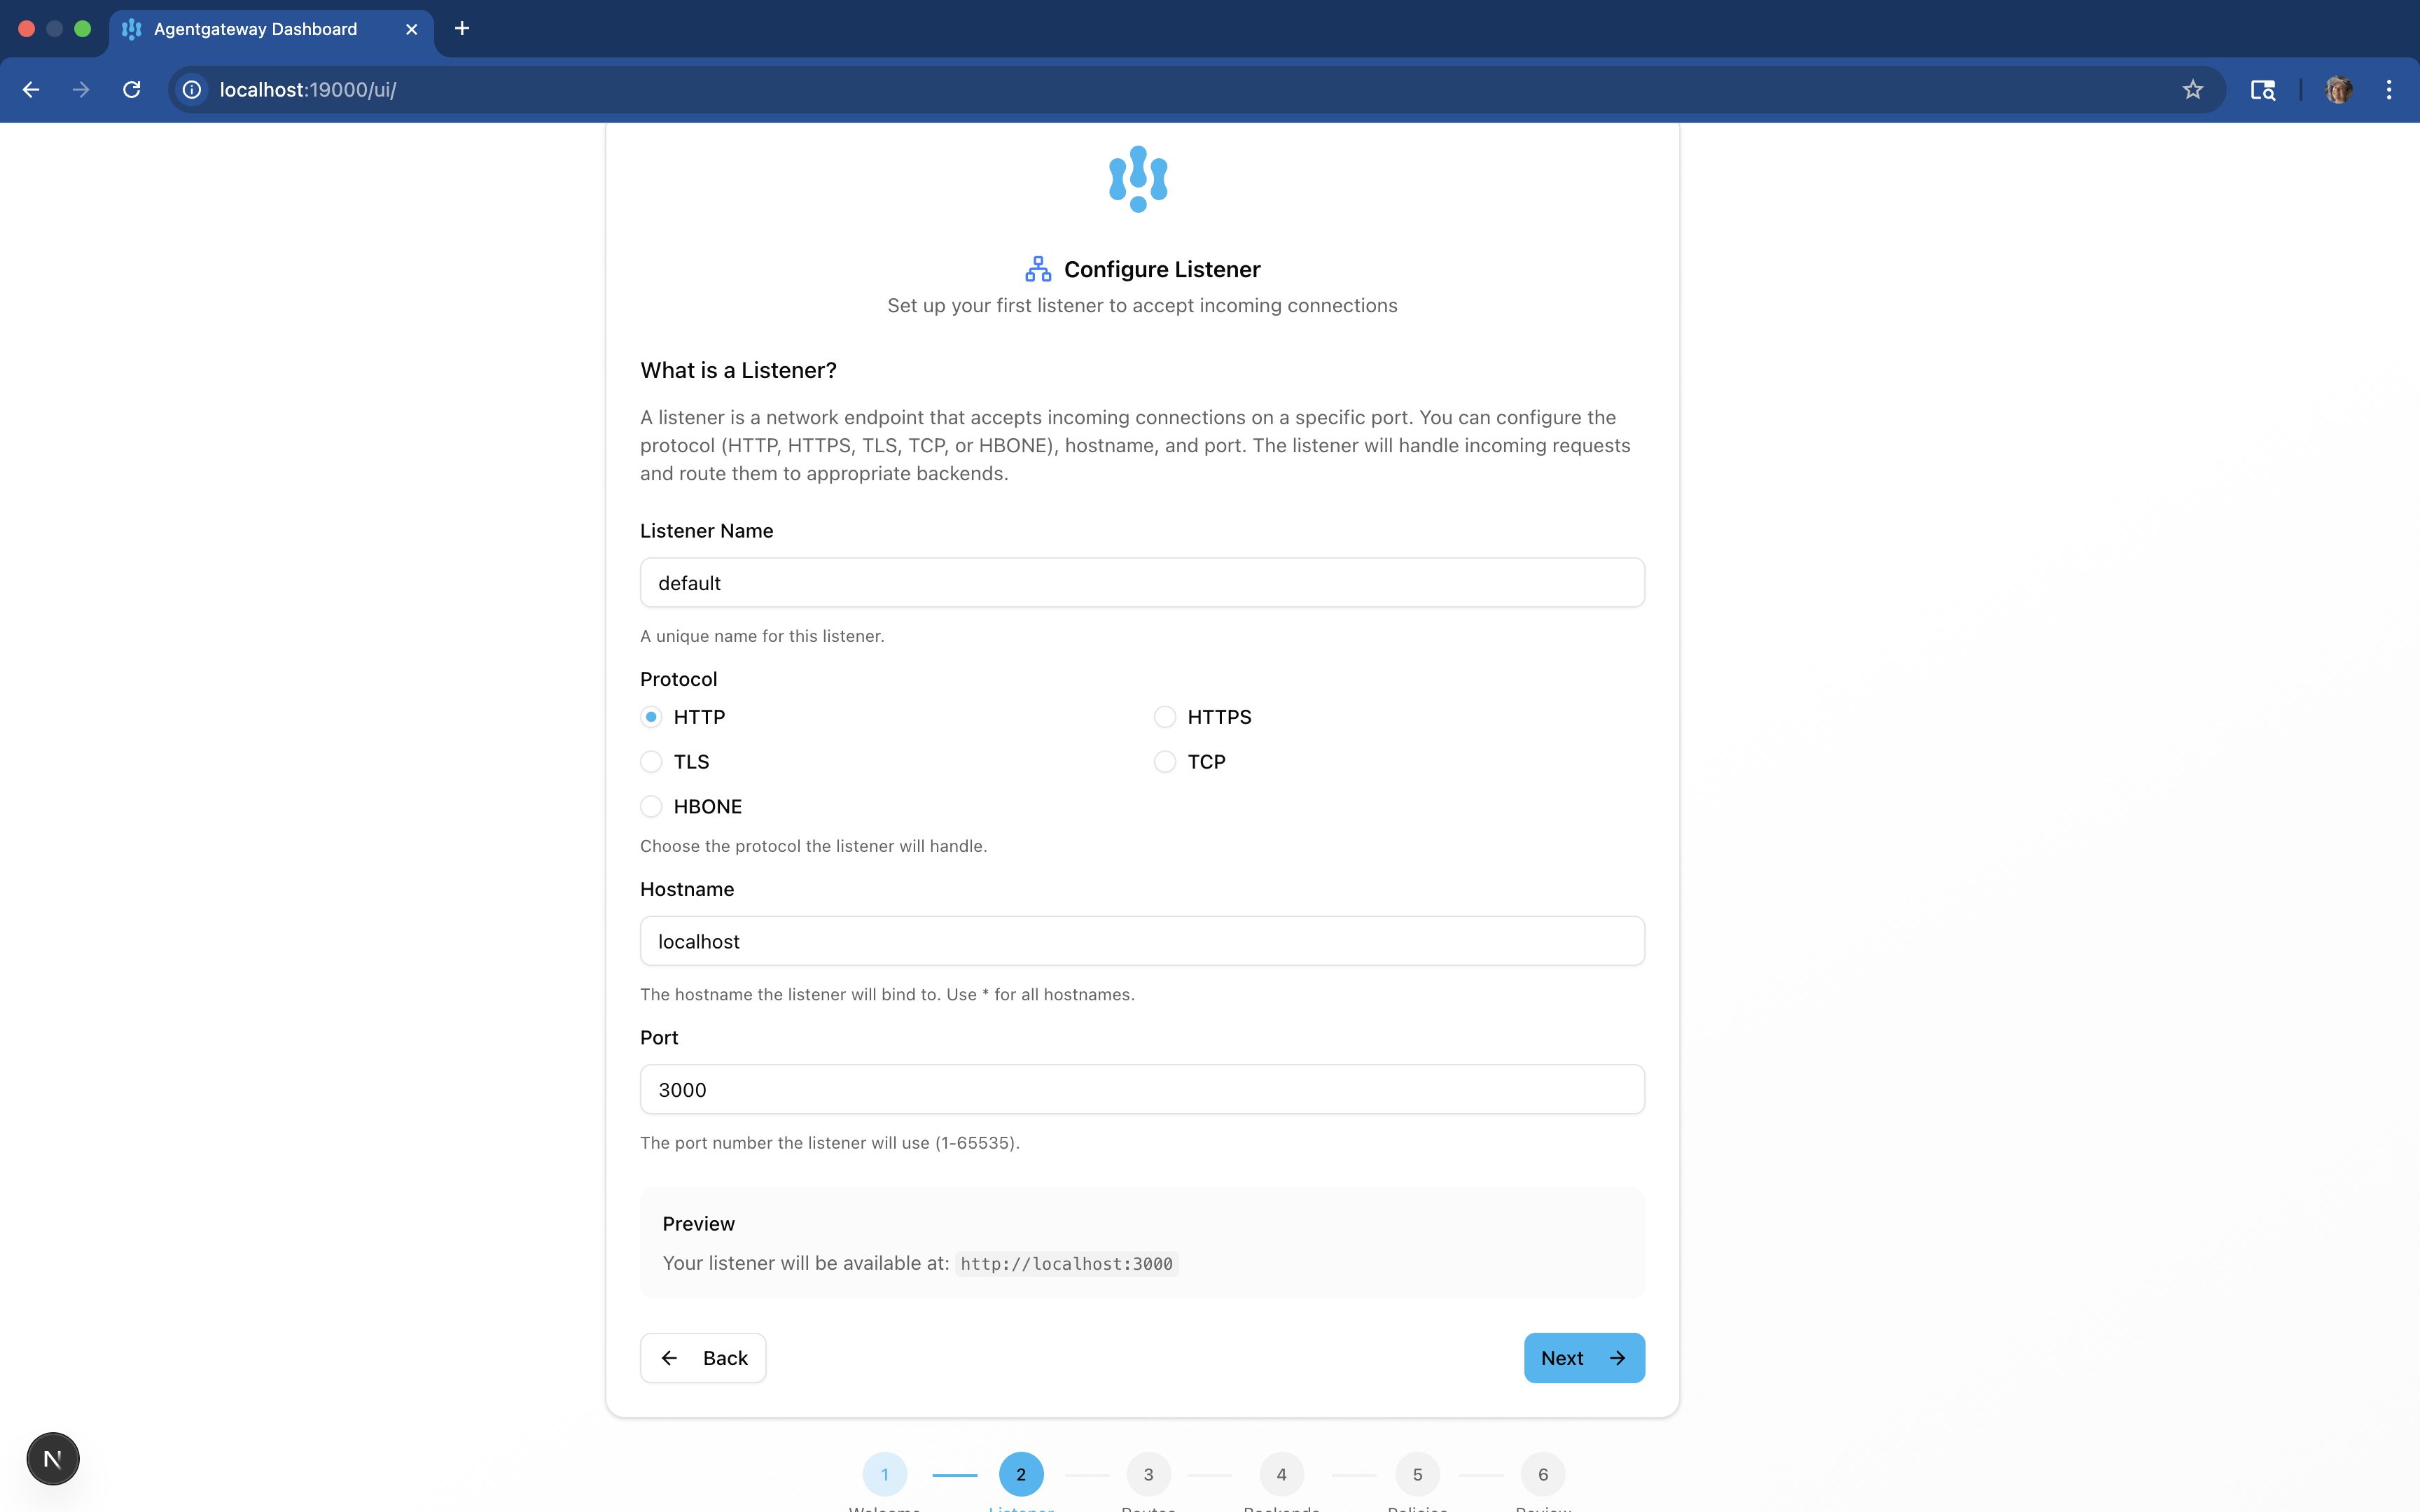 Agentgateway Dashboard
localhost:19000/ui/
Configure Listener
Set up your first listener to accept incoming connections
What is a Listener?
A listener is a network endpoint that accepts incoming connections on a specific port. You can configure the
protocol (HTTP, HTTPS, TLS, TCP, or HBONE), hostname, and port. The listener will handle incoming requests
and route them to appropriate backends.
Listener Name
default
A unique name for this listener.
Protocol
HTTP
HTTPS
TLS
TCP
HBONE
Choose the protocol the listener will handle.
Hostname
localhost
The hostname the listener will bind to. Use * for all hostnames.
Port
3000
The port number the listener will use (1-65535).
Preview
Your listener will be available at: http://localhost:3000
Back
Next
N
1 2 3 4 5 6
Welcome Listener Routes Backends Policies Review